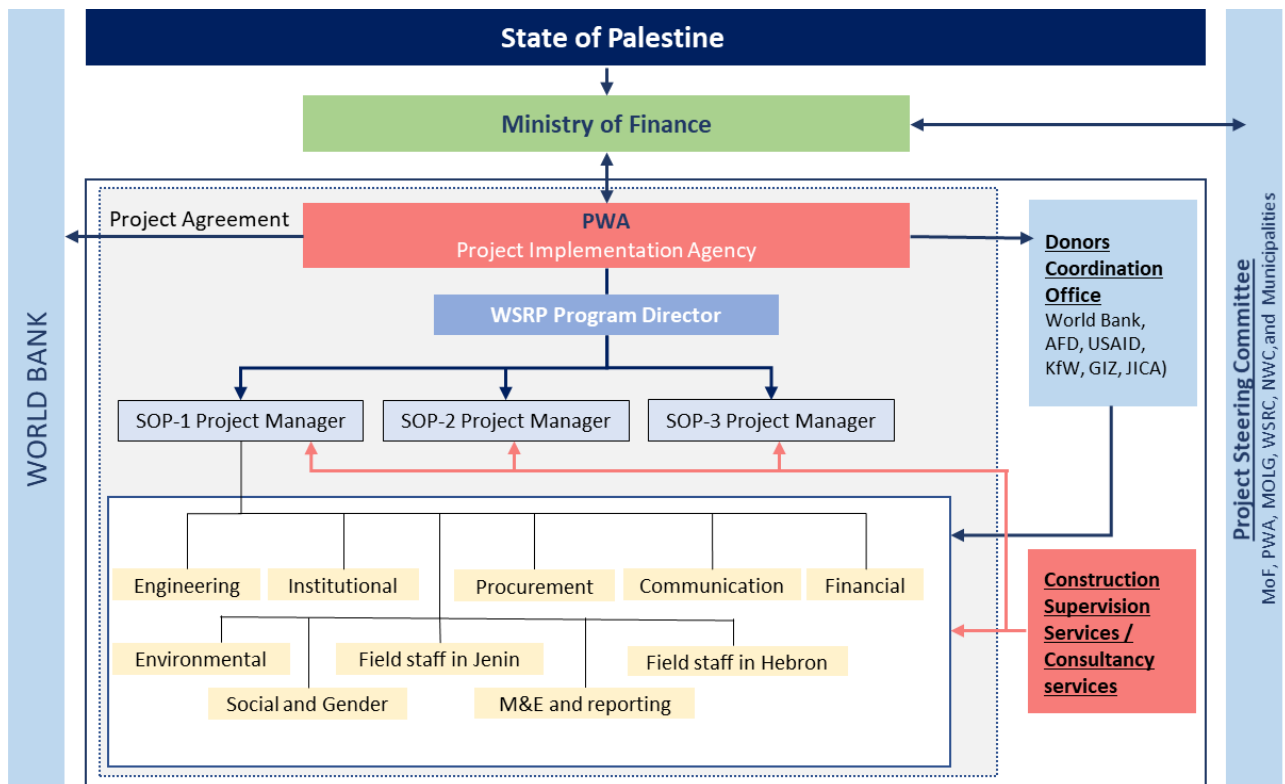 State of Palestine
Ministry of Finance
Project Agreement
PWA
Project Implementation Agency
WSRP Program Director
SOP-1 Project Manager
SOP-2 Project Manager
SOP-3 Project Manager
Engineering
Institutional
Procurement
Communication
Financial
Environmental
Field staff in Jenin
Field staff in Hebron
Social and Gender
M&E and reporting
Donors
Coordination
Office
World Bank,
AFD, USAID,
KfW, GIZ, JICA)
Construction
Supervision
Services /
Consultancy
services
WORLD BANK
Project Steering Committee
MoF, PWA, MOLG, WSRC, NWC,and Municipalities